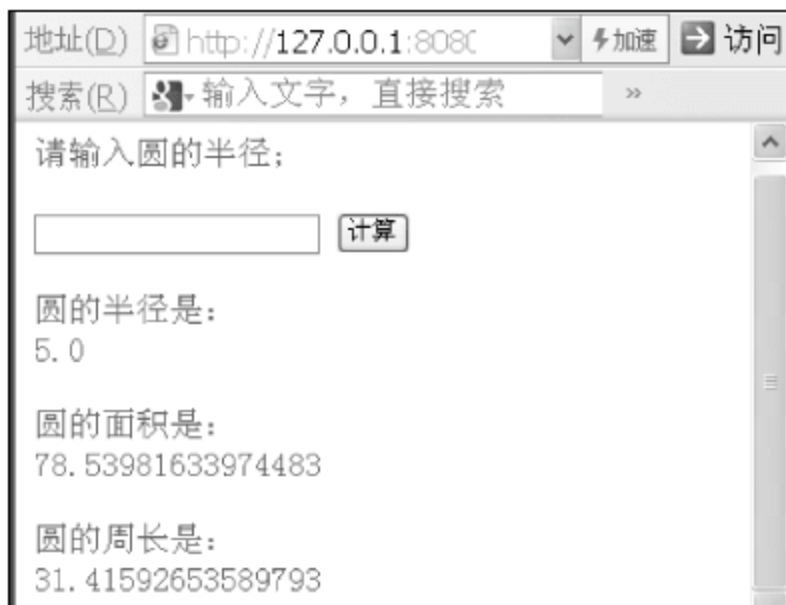 地址(D) http://127.0.0.1:8080 加速 访问
搜索(R) 输入文字，直接搜索 »
请输入圆的半径;
计算
圆的半径是:
5.0
圆的面积是:
78.53981633974483
圆的周长是:
31.41592653589793